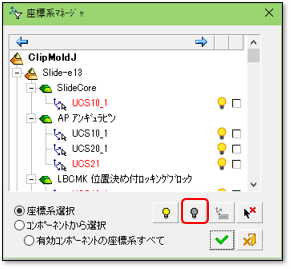 座標系マネージャ
ClipMoldJ
Slide-e13
SlideCore
UCS10_1
AP アンギュラピン
UCS10_1
UCS20_1
UCS21
LBCMK 位置決め付ロッキングブロック
UCS10_1
座標系選択
コンポーネントから選択
有効コンポーネントの座標系すべて